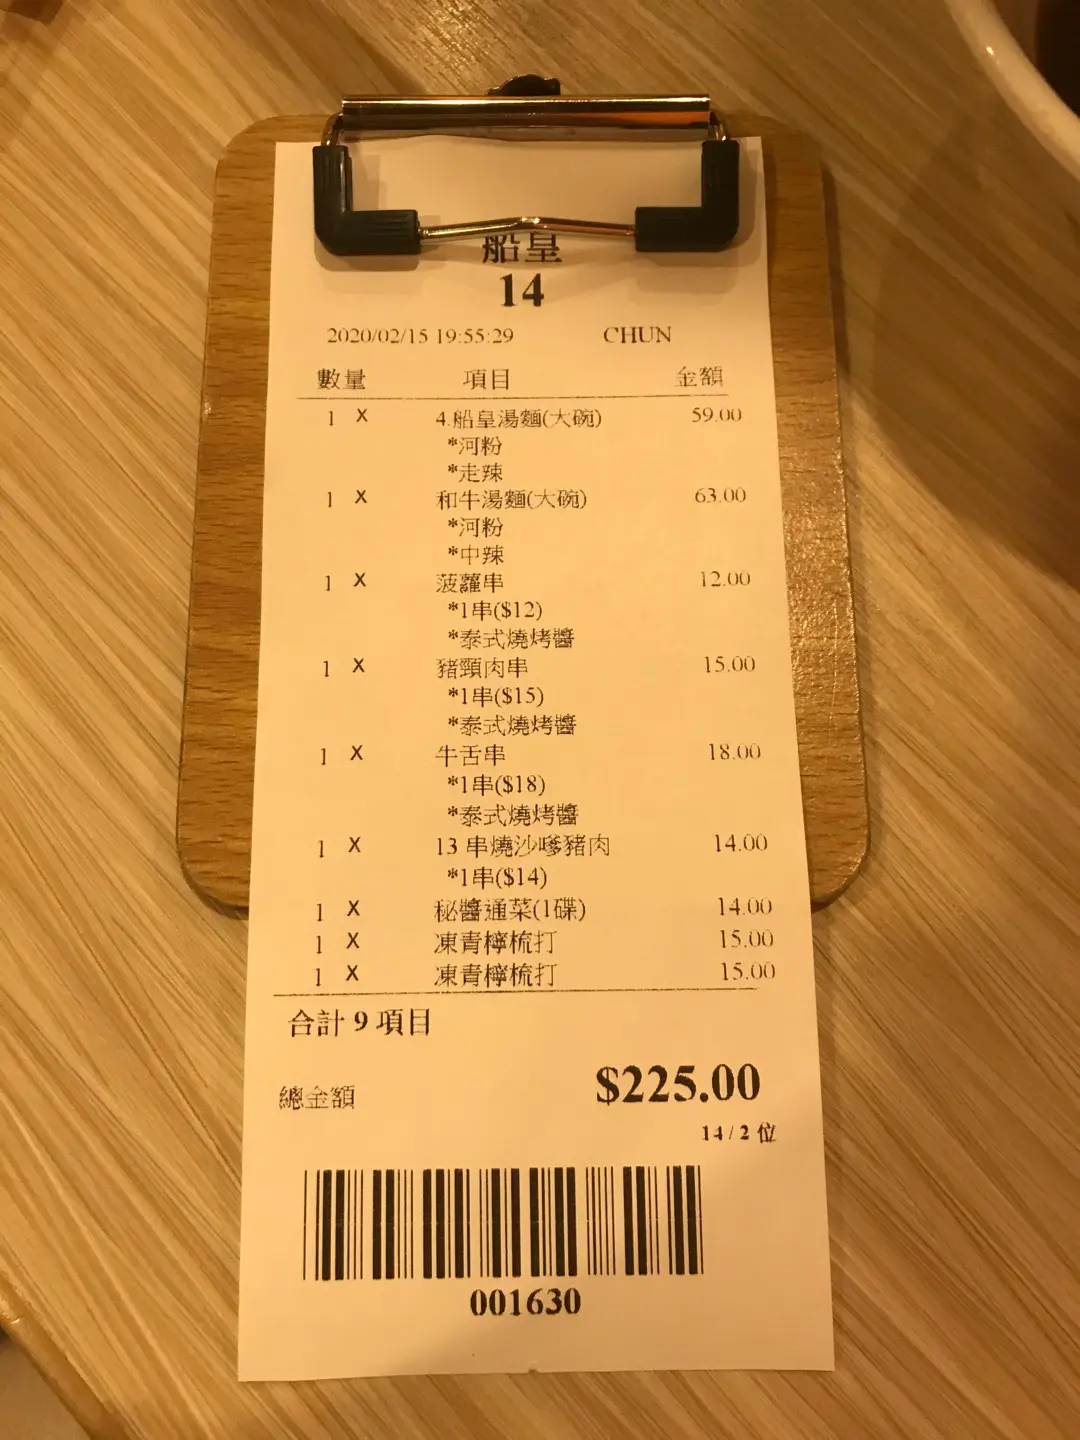 船皇
14
2020/02/15 19:55:29 CHUN
數量 項目 金額
1 X 4.船皇湯麵(大碗) 59.00
*河粉
*走辣
1 X 和牛湯麵(大碗) 63.00
*河粉
*中辣
1 X 菠蘿串 12.00
*1串($12)
*泰式燒烤醬
1 X 豬頸肉串 15.00
*1串($15)
*泰式燒烤醬
1 X 牛舌串 18.00
*1串($18)
*泰式燒烤醬
1 X 13 串燒沙嗲豬肉 14.00
*1串($14)
1 X 秘醬通菜(1碟) 14.00
1 X 凍青檸梳打 15.00
1 X 凍青檸梳打 15.00
合計 9 項目
總金額 $225.00
14 / 2 位
001630